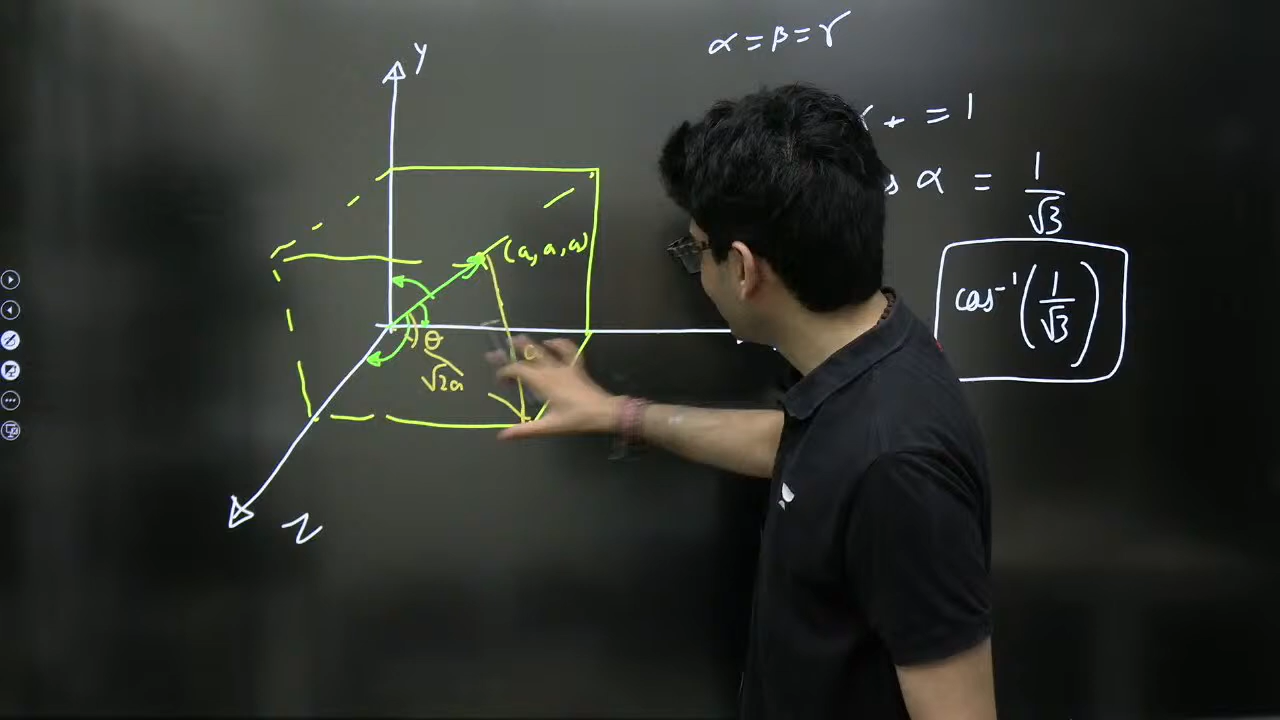 Y
α = β = γ
+ = 1
α = 1/√3
(a, a, a)
cos⁻¹(1/√3)
θ
√2a
Z